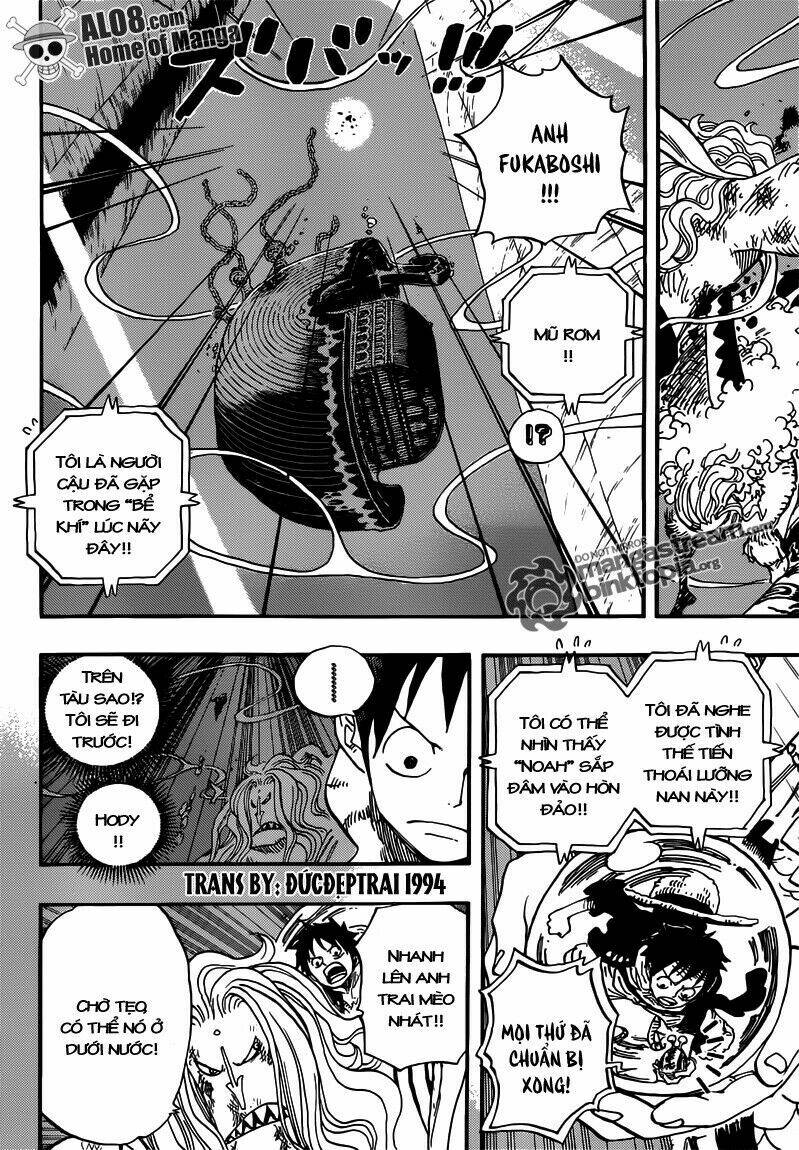 AL08.com
Home of Manga
ズバッ!!!
ANH
FUKABOSHI
!!!
MŨ RƠM
!!
!?
TÔI LÀ NGƯỜI
CẬU ĐÃ GẶP
TRONG "BỂ
KHÍ" LÚC NÃY
ĐÂY!!
DO NOT MIRROR
mangastream.com
binktopia.org
TÔI ĐÃ NGHE
ĐƯỢC TÌNH
THẾ TIẾN
THOÁI LƯỠNG
NAN NÀY!!
TÔI CÓ THỂ
NHÌN THẤY
"NOAH" SẮP
ĐÂM VÀO HÒN
ĐẢO!!
TRÊN
TÀU SAO!?
TÔI SẼ ĐI
TRƯỚC!
HODY
!!
TRANS BY: ĐỨCĐẸPTRAI 1994
MỌI THỨ ĐÃ
CHUẨN BỊ
XONG!
NHANH
LÊN ANH
TRAI MÈO
NHÁT!!
CHỜ TẸO,
CÓ THỂ NÓ Ở
DƯỚI NƯỚC!